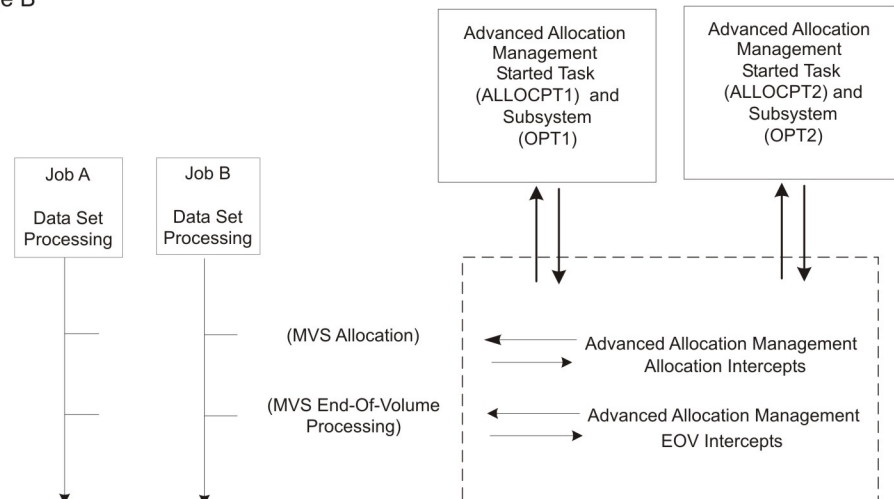 e B
Advanced Allocation
Management
Started Task
(ALLOCPT1) and
Subsystem
(OPT1)
Advanced Allocation
Management
Started Task
(ALLOCPT2) and
Subsystem
(OPT2)
Job A
Data Set
Processing
Job B
Data Set
Processing
(MVS Allocation)
Advanced Allocation Management
Allocation Intercepts
(MVS End-Of-Volume
Processing)
Advanced Allocation Management
EOV Intercepts